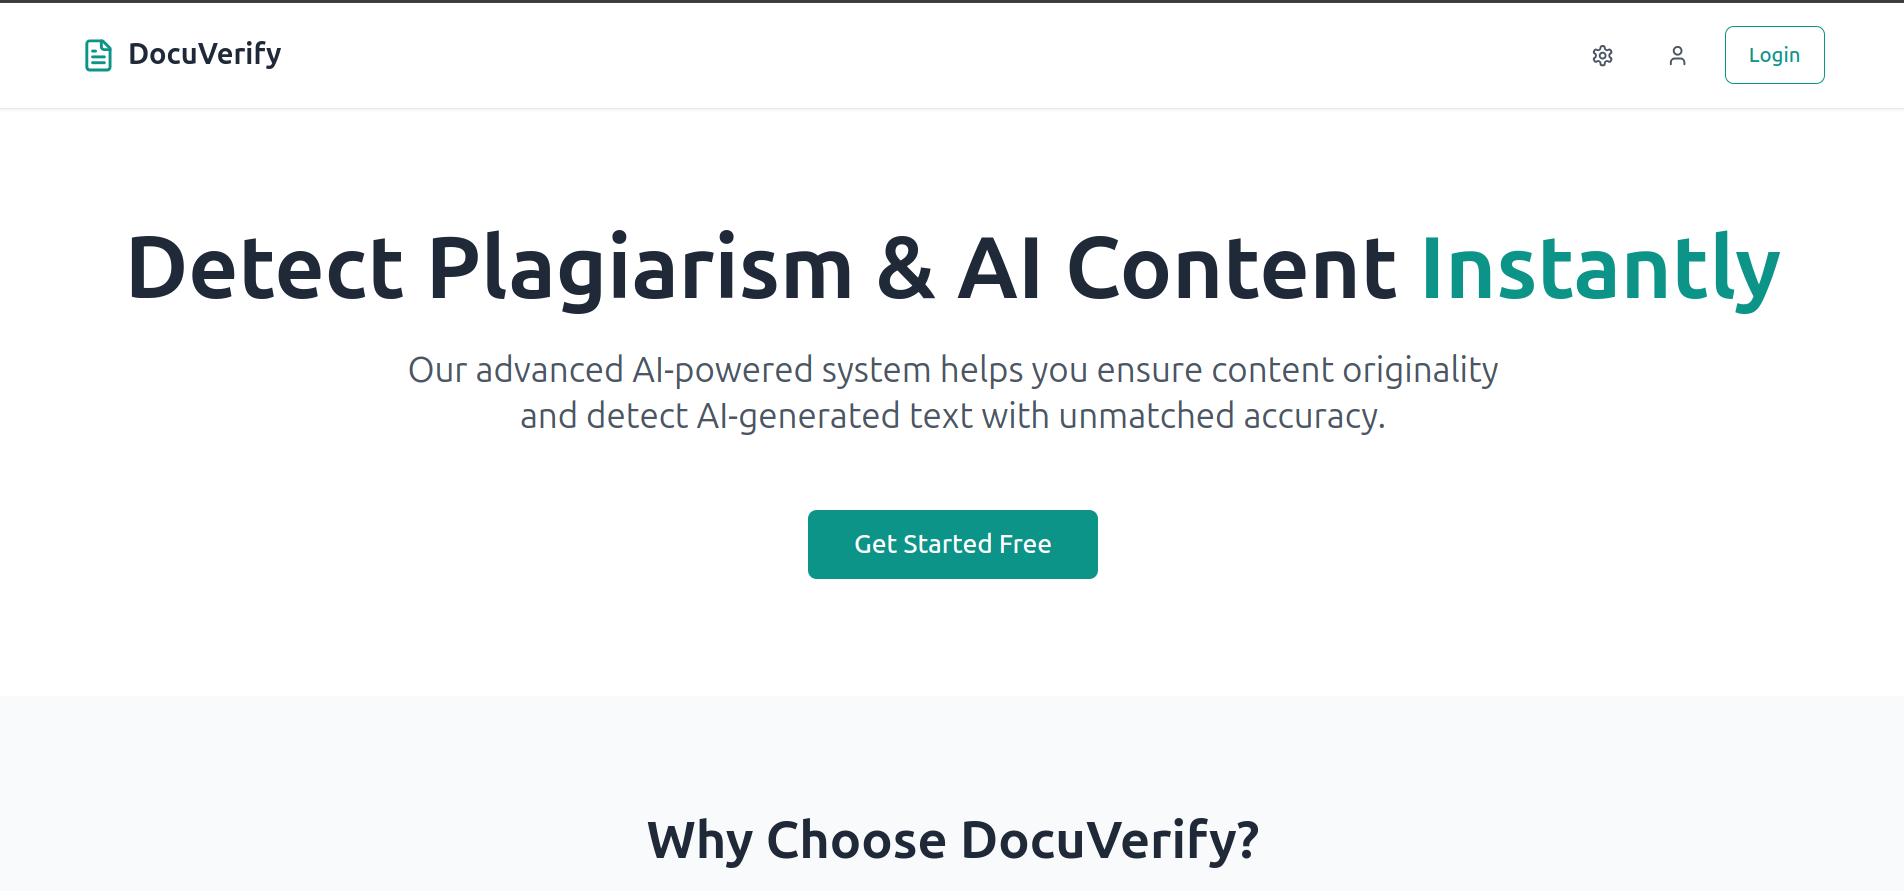 DocuVerify
Login
Detect Plagiarism & AI Content Instantly
Our advanced AI-powered system helps you ensure content originality
and detect AI-generated text with unmatched accuracy.
Get Started Free
Why Choose DocuVerify?